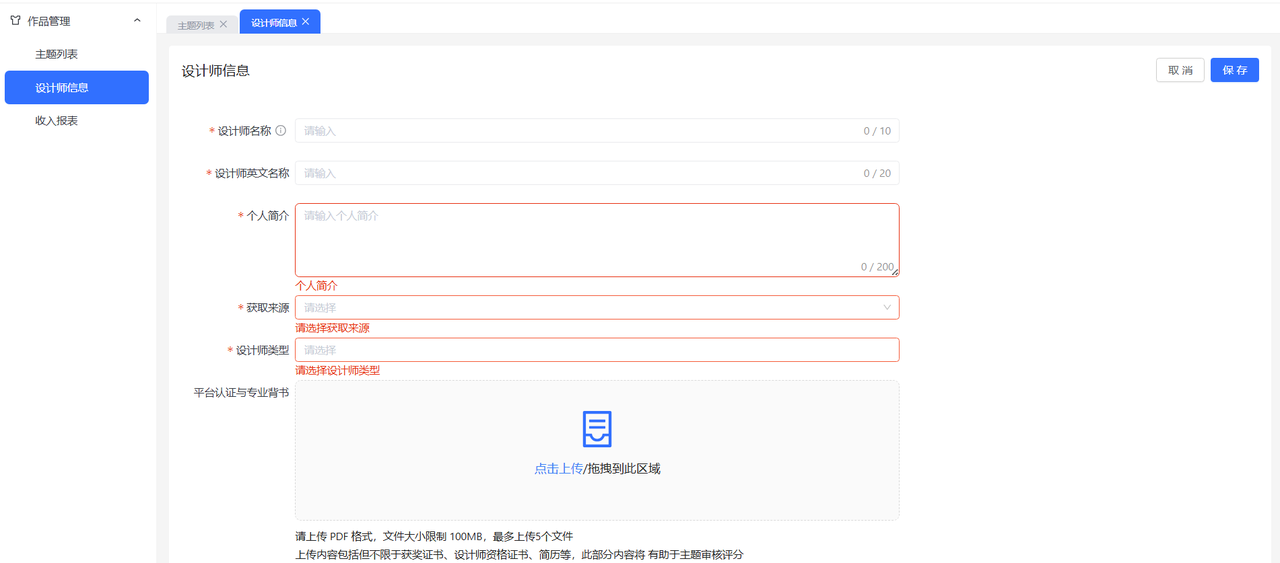 作品管理
主题列表
设计师信息
收入报表
主题列表
设计师信息
设计师信息
取 消
保 存
* 设计师名称
请输入
0 / 10
* 设计师英文名称
请输入
0 / 20
* 个人简介
请输入个人简介
0 / 200
个人简介
* 获取来源
请选择
请选择获取来源
* 设计师类型
请选择
请选择设计师类型
平台认证与专业背书
点击上传/拖拽到此区域
请上传 PDF 格式，文件大小限制 100MB，最多上传5个文件
上传内容包括但不限于获奖证书、设计师资格证书、简历等，此部分内容将 有助于主题审核评分